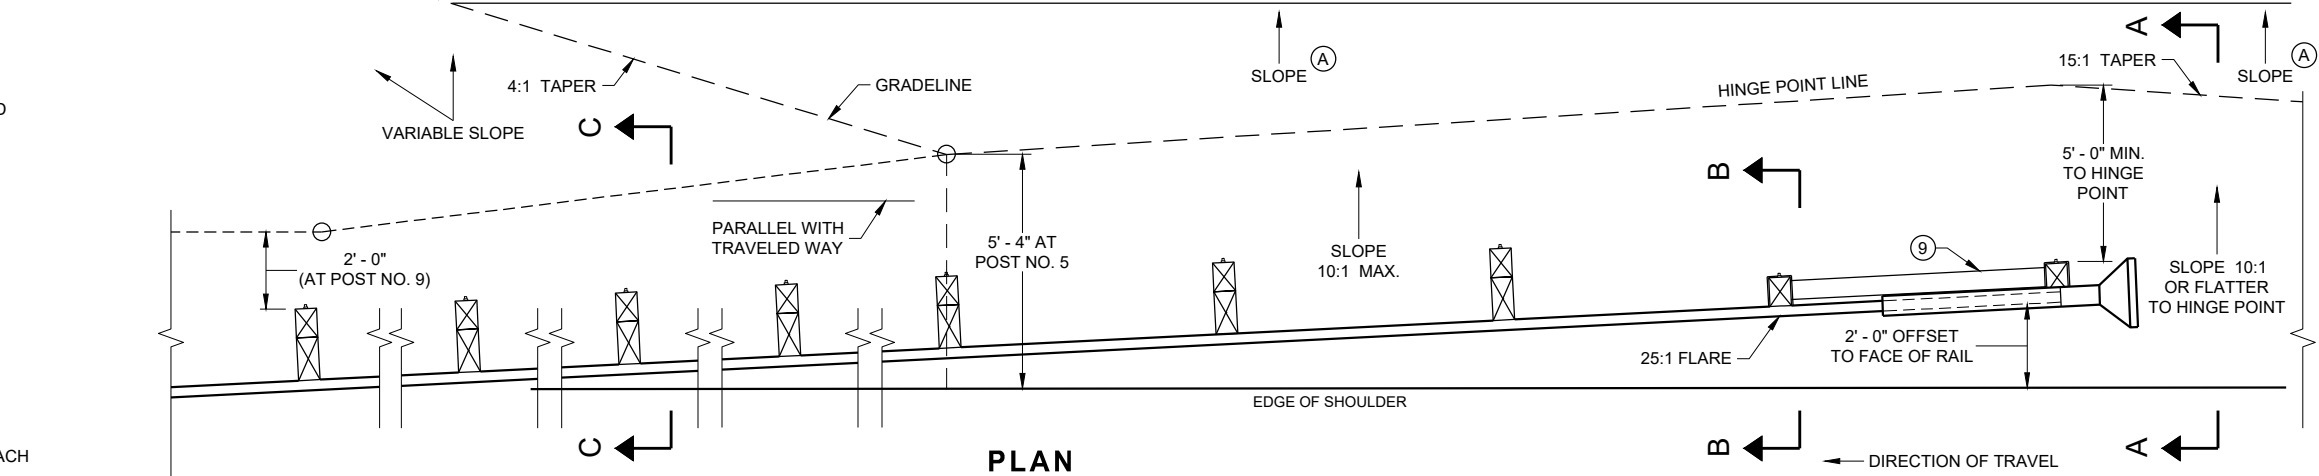 A
A
15:1 TAPER
SLOPE
A
SLOPE
A
4:1 TAPER
GRADELINE
HINGE POINT LINE
VARIABLE SLOPE
C
5' - 0" MIN.
TO HINGE
POINT
B
PARALLEL WITH
TRAVELED WAY
5' - 4" AT
POST NO. 5
SLOPE
10:1 MAX.
9
2' - 0"
(AT POST NO. 9)
SLOPE 10:1
OR FLATTER
TO HINGE POINT
25:1 FLARE
2' - 0" OFFSET
TO FACE OF RAIL
EDGE OF SHOULDER
C
B
A
ACH
PLAN
DIRECTION OF TRAVEL